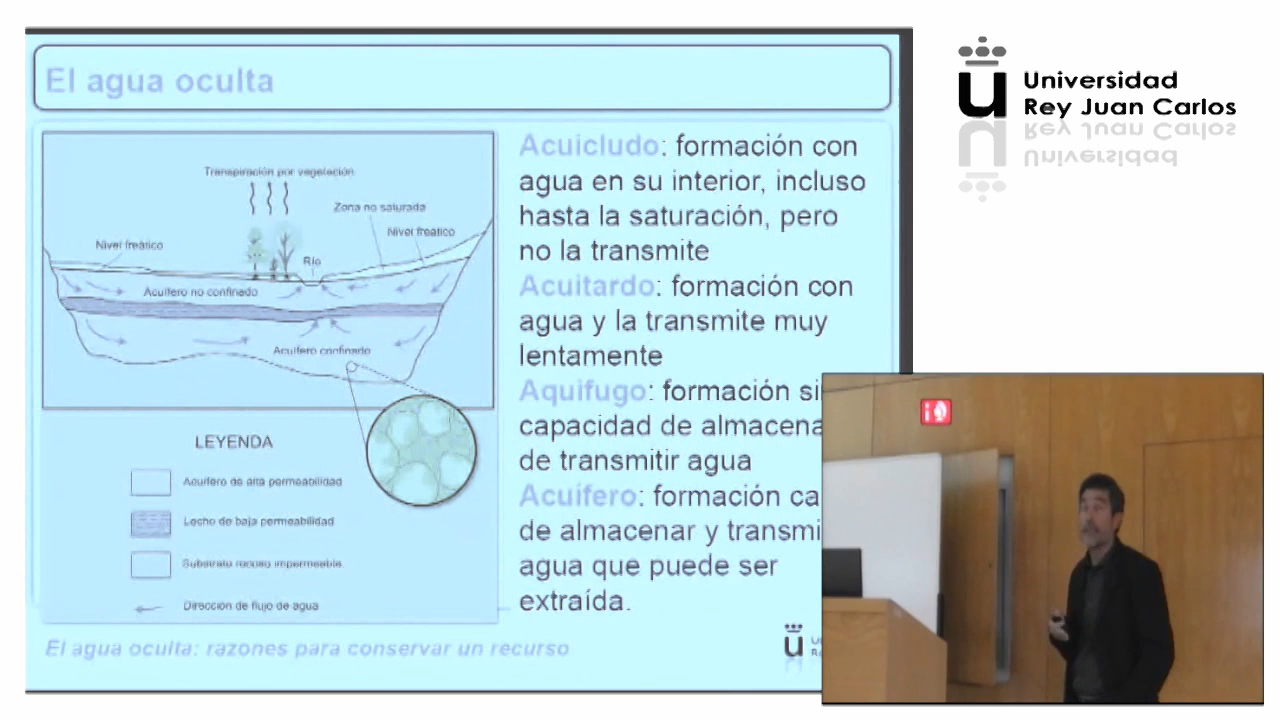 El agua oculta
Transpiración por vegetación
Zona no saturada
Nivel freático
Nivel freático
Río
Acuífero no confinado
Acuífero confinado
LEYENDA
Acuífero de alta permeabilidad
Lecho de baja permeabilidad
Substrato rocoso impermeable
Dirección de flujo de agua
Acuicludo: formación con
agua en su interior, incluso
hasta la saturación, pero
no la transmite
Acuitardo: formación con
agua y la transmite muy
lentamente
Aquifugo: formación si
capacidad de almacena
de transmitir agua
Acuífero: formación ca
de almacenar y transmi
agua que puede ser
extraída.
El agua oculta: razones para conservar un recurso
Universidad
Rey Juan Carlos